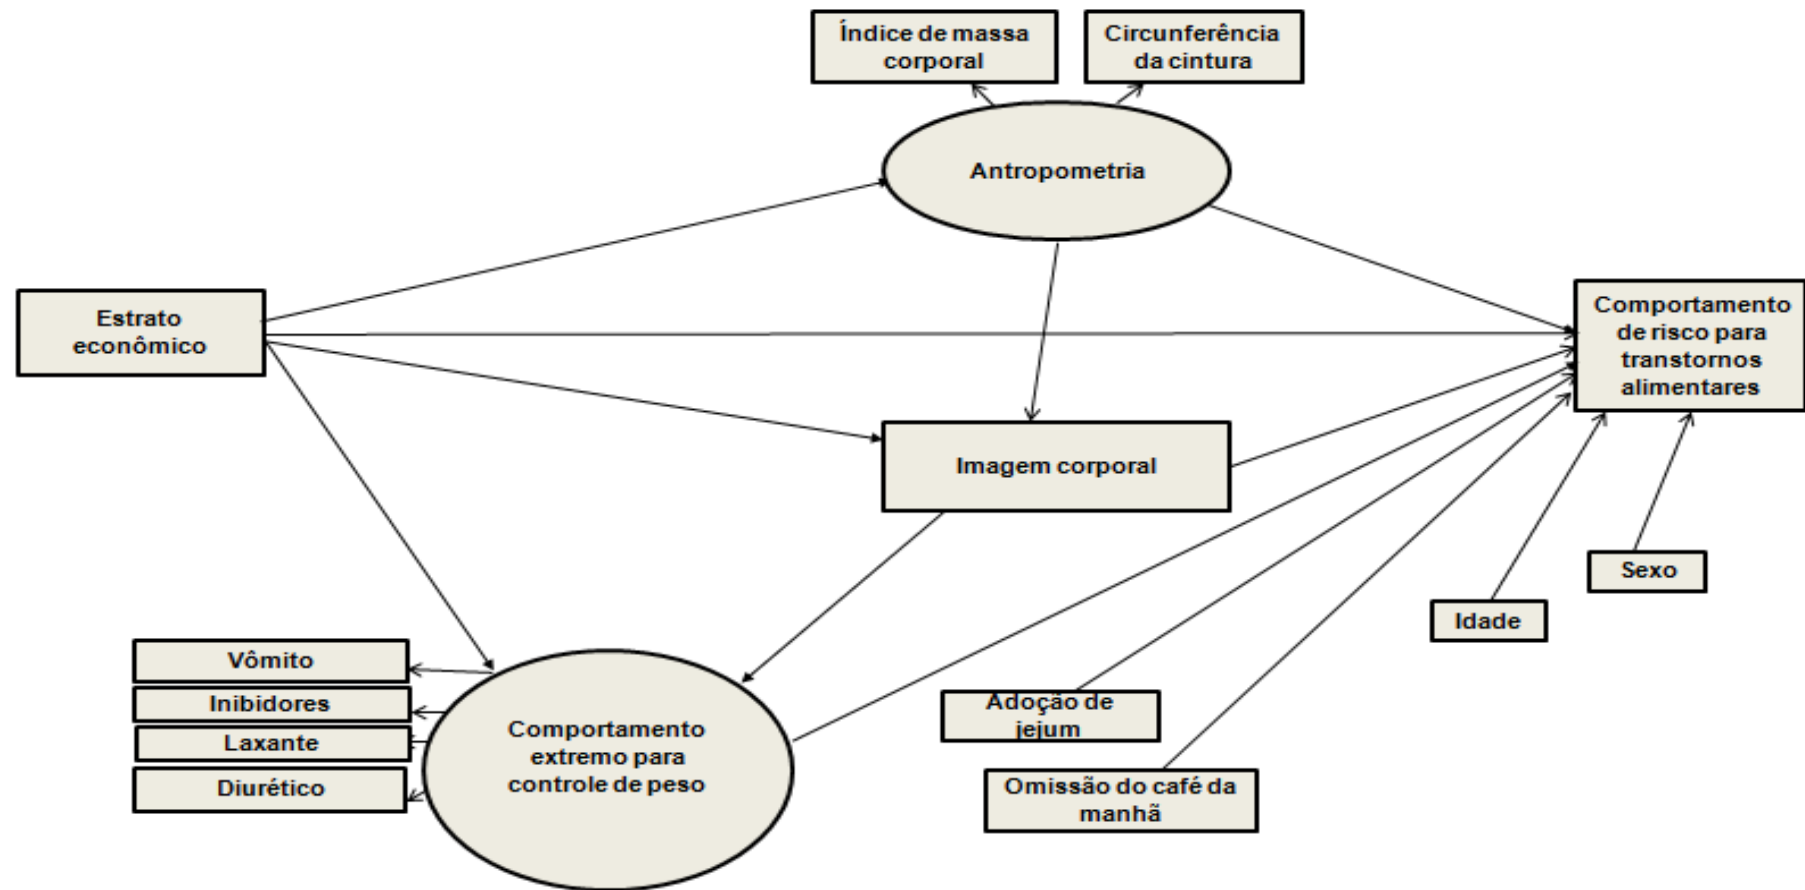 Índice de massa
corporal
Circunferência
da cintura
Antropometria
Estrato
econômico
Comportamento
de risco para
transtornos
alimentares
Imagem corporal
Sexo
Idade
Vômito
Inibidores
Laxante
Diurético
Comportamento
extremo para
controle de peso
Adoção de
jejum
Omissão do café da
manhã